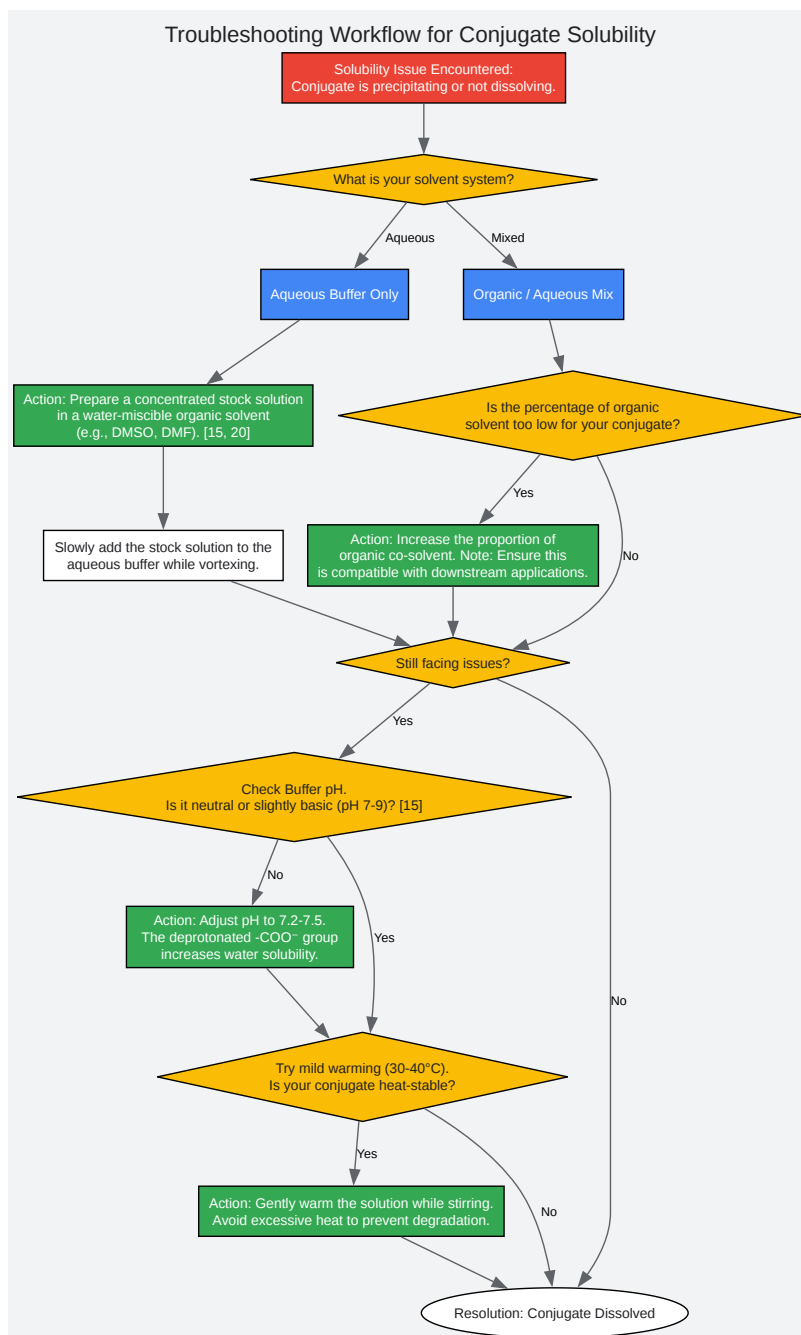 Troubleshooting Workflow for Conjugate Solubility
Solubility Issue Encountered:
Conjugate is precipitating or not dissolving.
What is your solvent system?
Aqueous
Mixed
Aqueous Buffer Only
Organic / Aqueous Mix
Action: Prepare a concentrated stock solution
in a water-miscible organic solvent
(e.g., DMSO, DMF). [15, 20]
Is the percentage of organic
solvent too low for your conjugate?
Yes
No
Slowly add the stock solution to the
aqueous buffer while vortexing.
Action: Increase the proportion of
organic co-solvent. Note: Ensure this
is compatible with downstream applications.
Still facing issues?
Yes
No
Check Buffer pH.
Is it neutral or slightly basic (pH 7-9)? [15]
No
Yes
Action: Adjust pH to 7.2-7.5.
The deprotonated -COO⁻ group
increases water solubility.
Try mild warming (30-40°C).
Is your conjugate heat-stable?
Yes
No
Action: Gently warm the solution while stirring.
Avoid excessive heat to prevent degradation.
Resolution: Conjugate Dissolved